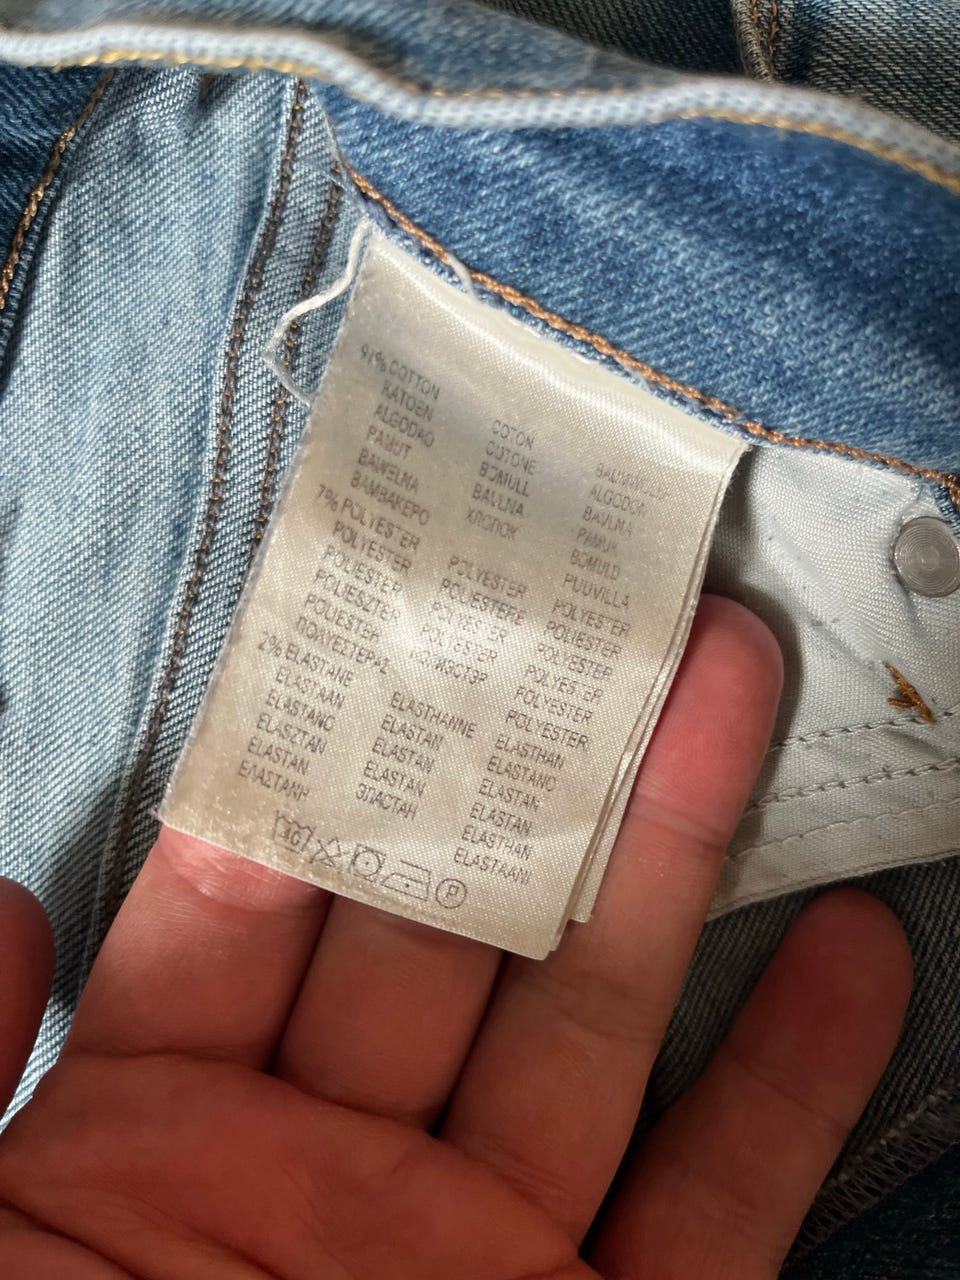 91% COTTON COTON BAUMWOLLE
KATOEN COTONE ALGODON
ALGODAO BOMULL BAVLNA
PAMUT BAVLNA PAMUK
BAWELNA ХЛОПОК BOMULD
BAMBAKEPO PUUVILLA
7% POLYESTER POLYESTER POLYESTER
POLYESTER POLIESTERE POLIESTER
POLIESTER POLYESTER POLYESTER
POLIESZTER POLYESTER POLYESTER
POLIESTER POLYESTER
ΠΟΛΥΕΣΤΕΡΑΣ POLYESTER
2% ELASTANE ELASTHANNE ELASTHAN
ELASTAAN ELASTAN ELASTANO
ELASTANO ELASTAN ELASTAN
ELASZTAN ELASTAN ELASTAN
ELASTAN ЭЛАСТАН ELASTHAN
ΕΛΑΣΤΑΝΗ ELASTAANI
P